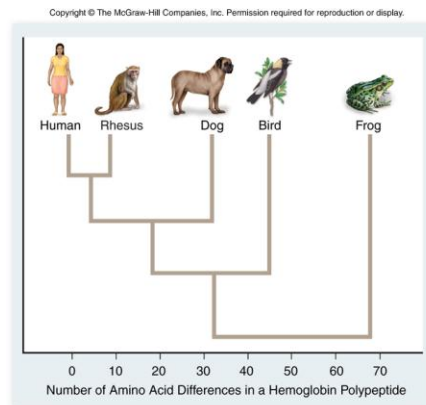 Copyright © The McGraw-Hill Companies, Inc. Permission required for reproduction or display.
Human Rhesus Dog Bird Frog
0 10 20 30 40 50 60 70
Number of Amino Acid Differences in a Hemoglobin Polypeptide